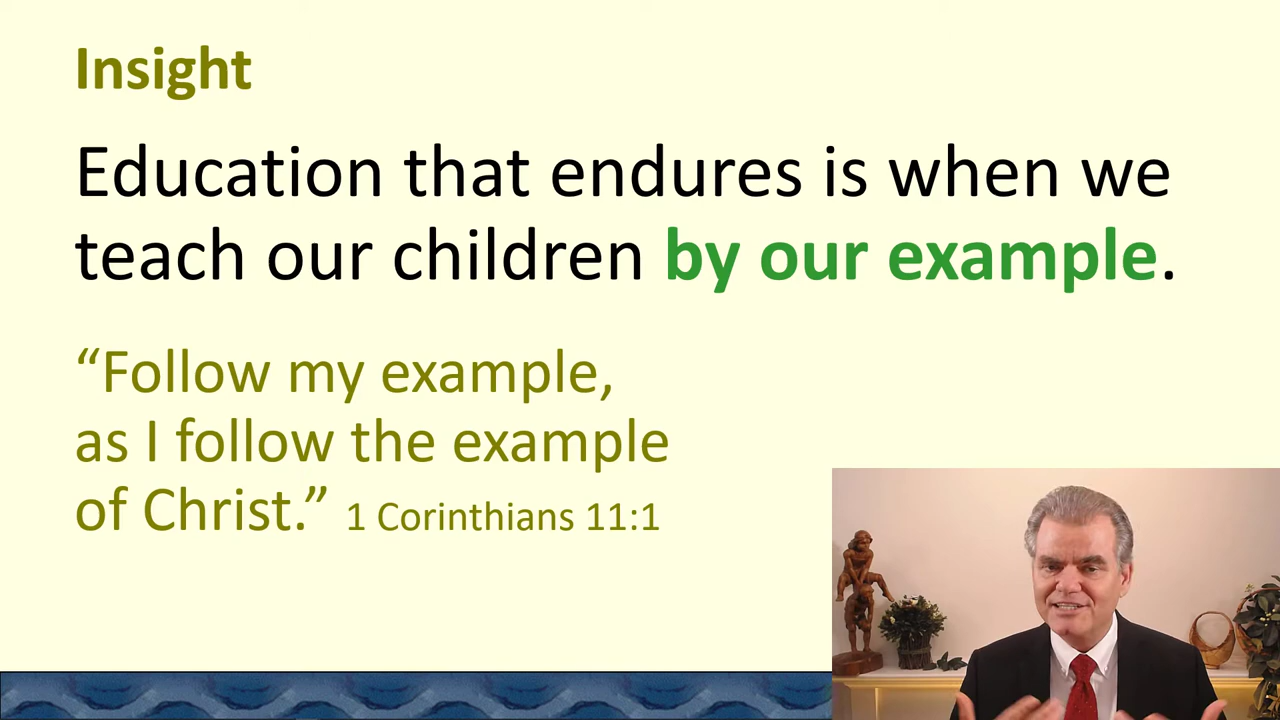 Insight
Education that endures is when we
teach our children by our example.
“Follow my example,
as I follow the example
of Christ.” 1 Corinthians 11:1